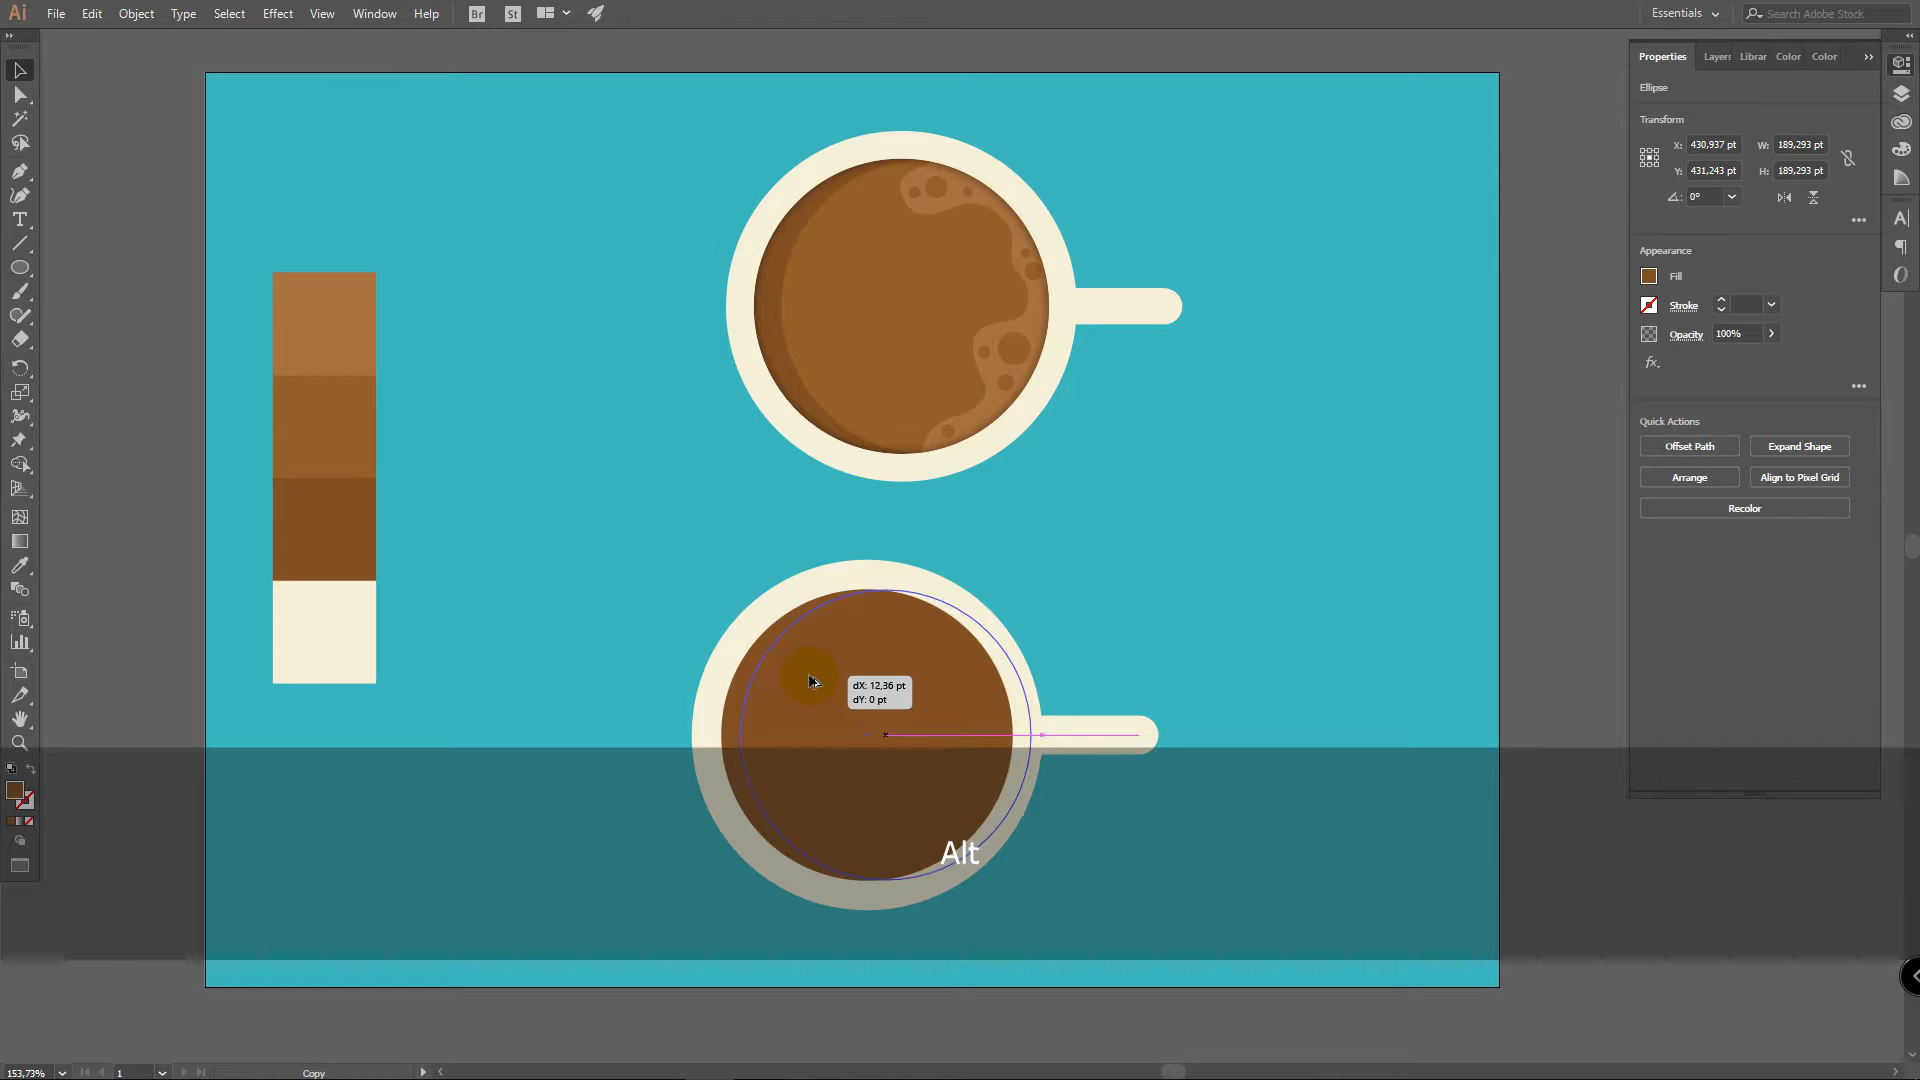 Ai File Edit Object Type Select Effect View Window Help Br St Essentials Search Adobe Stock
Properties Layers Librar Color Color
Ellipse
Transform
X: 430,937 pt W: 189,293 pt
Y: 431,243 pt H: 189,293 pt
0°
Appearance
Fill
Stroke
Opacity 100%
fx.
Quick Actions
Offset Path Expand Shape
Arrange Align to Pixel Grid
Recolor
dX: 12,36 pt
dY: 0 pt
Alt
153,73% 1 Copy